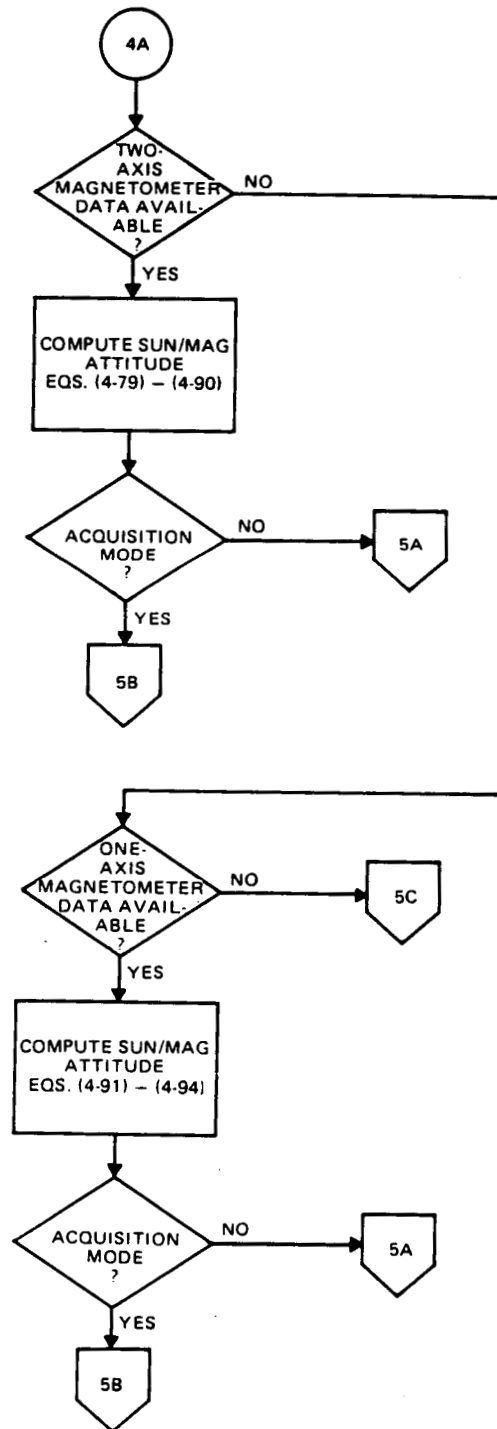 4A
TWO-
AXIS
MAGNETOMETER
DATA AVAIL-
ABLE
?
NO
YES
COMPUTE SUN/MAG
ATTITUDE
EQS. (4-79) — (4-90)
ACQUISITION
MODE
?
NO
5A
YES
5B
ONE-
AXIS
MAGNETOMETER
DATA AVAIL-
ABLE
?
NO
5C
YES
COMPUTE SUN/MAG
ATTITUDE
EQS. (4-91) — (4-94)
ACQUISITION
MODE
?
NO
5A
YES
5B